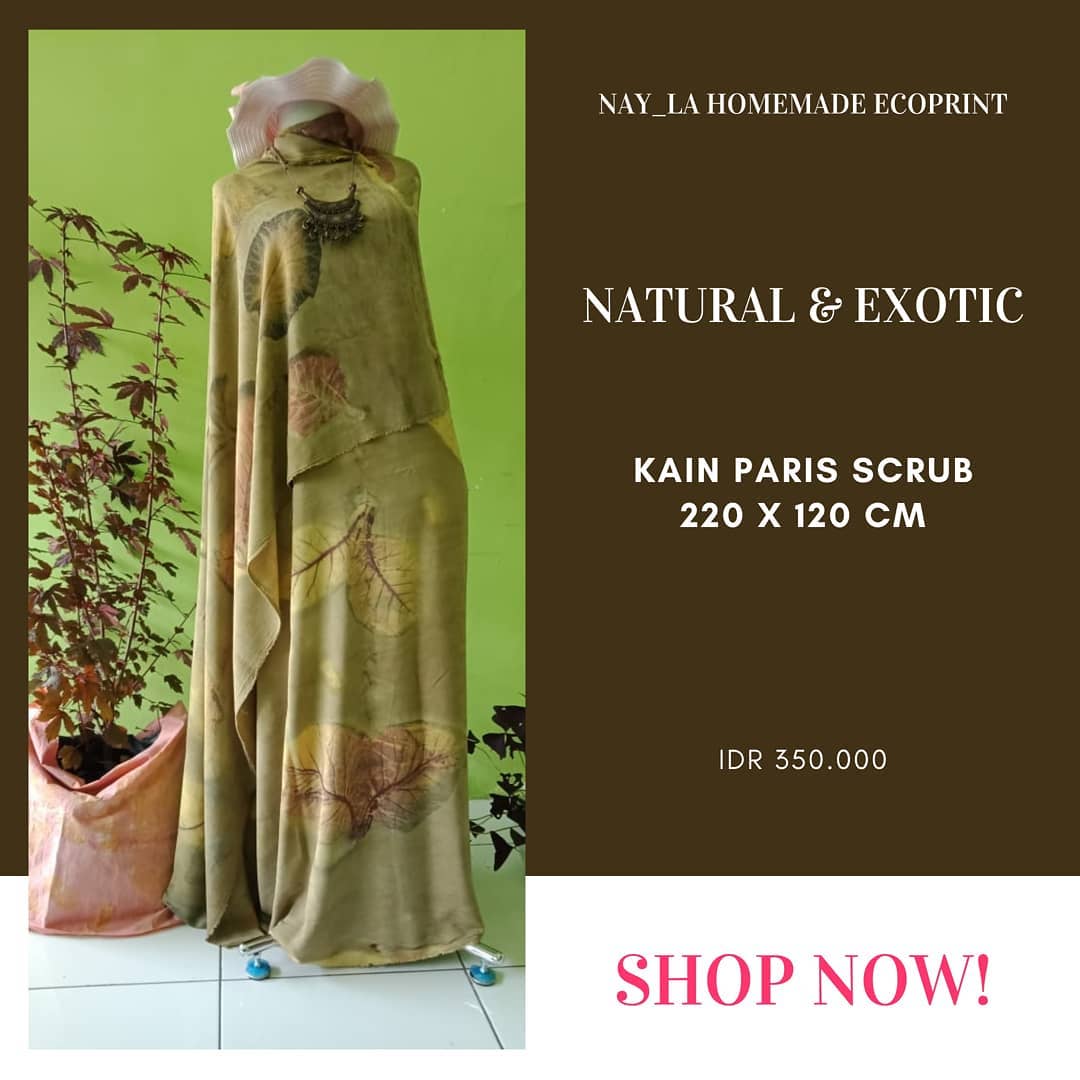 NAY_LA HOMEMADE ECOPRINT
NATURAL & EXOTIC
KAIN PARIS SCRUB
220 X 120 CM
IDR 350.000
SHOP NOW!